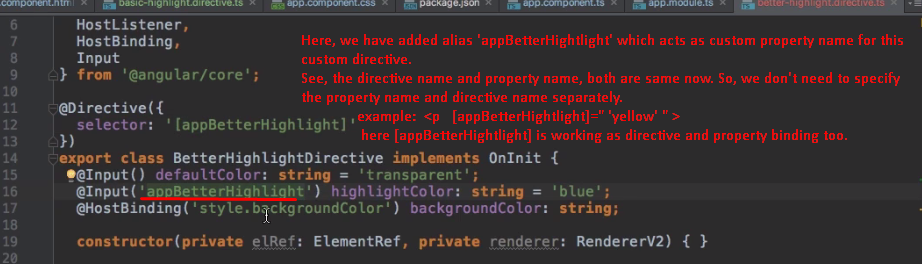 component.html
basic-highlight.directive.ts
app.component.css
package.json
app.component.ts
app.module.ts
better-highlight.directive.ts
6 HostListener,
7 HostBinding,
8 Input
9 } from '@angular/core';
10
11 @Directive({
12 selector: '[appBetterHighlight]'
13 })
14 export class BetterHighlightDirective implements OnInit {
15 @Input() defaultColor: string = 'transparent';
16 @Input('appBetterHighlight') highlightColor: string = 'blue';
17 @HostBinding('style.backgroundColor') backgroundColor: string;
18
19 constructor(private elRef: ElementRef, private renderer: RendererV2) { }
20
Here, we have added alias 'appBetterHightlight' which acts as custom property name for this
custom directive.
See, the directive name and property name, both are same now. So, we don't need to specify
the property name and directive name separately.
example: <p [appBetterHightlight]=" 'yellow' " >
here [appBetterHightlight] is working as directive and property binding too.